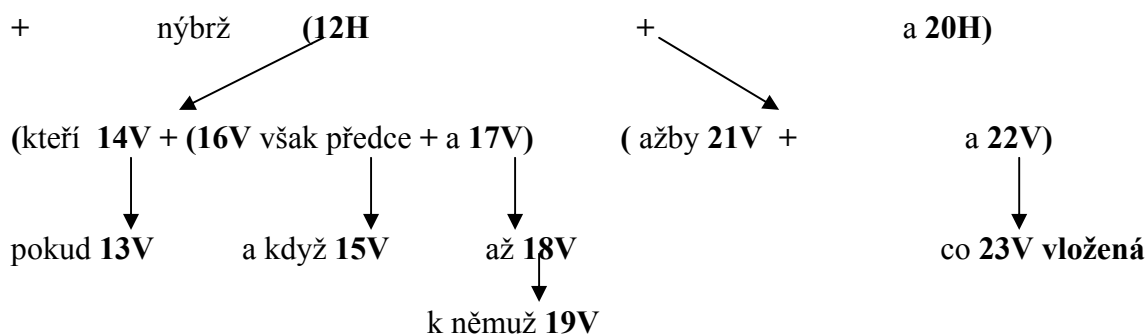 + nýbrž (12H + a 20H)
(kteří 14V + (16V však předce + a 17V) ( ažby 21V + a 22V)
pokud 13V a když 15V až 18V co 23V vložená
k němuž 19V